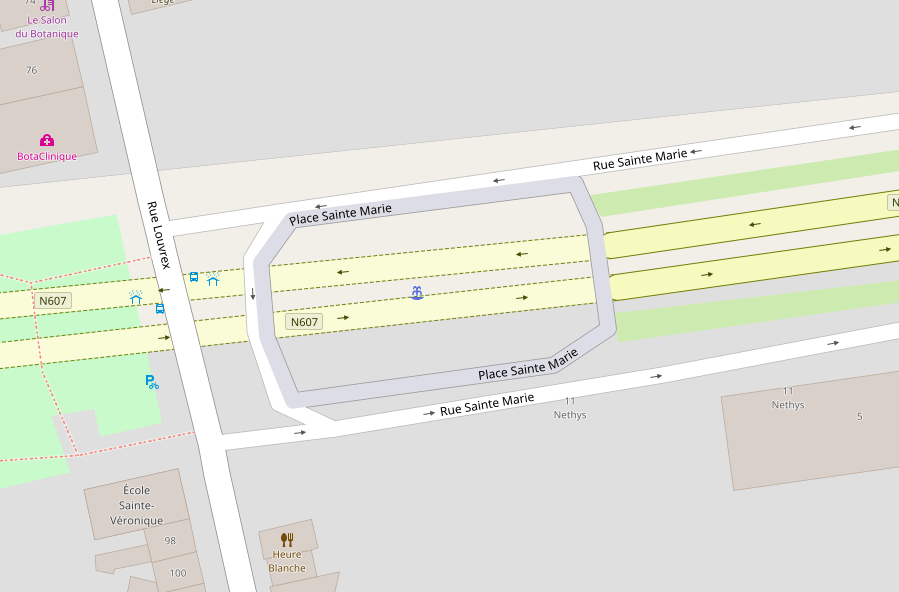 74
Le Salon
du Botanique
Liège
76
BotaClinique
Rue Louvrex
Rue Sainte Marie
Place Sainte Marie
N
N607
N607
Place Sainte Marie
Rue Sainte Marie
11
Nethys
11
Nethys
5
École
Sainte-
Véronique
98
100
Heure
Blanche